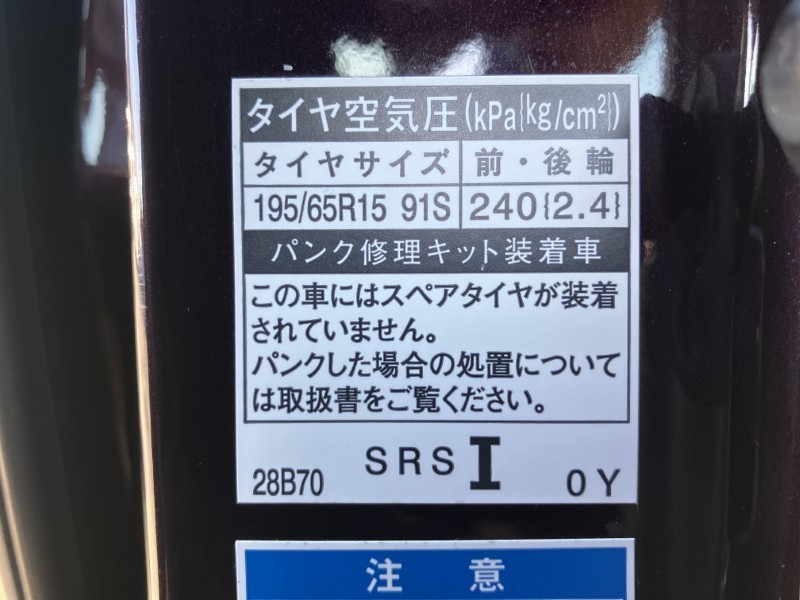 タイヤ空気圧(kPa{kg/cm²})
タイヤサイズ 前・後輪
195/65R15 91S 240{2.4}
パンク修理キット装着車
この車にはスペアタイヤが装着
されていません。
パンクした場合の処置について
は取扱書をご覧ください。
28B70 SRS I 0Y
注意